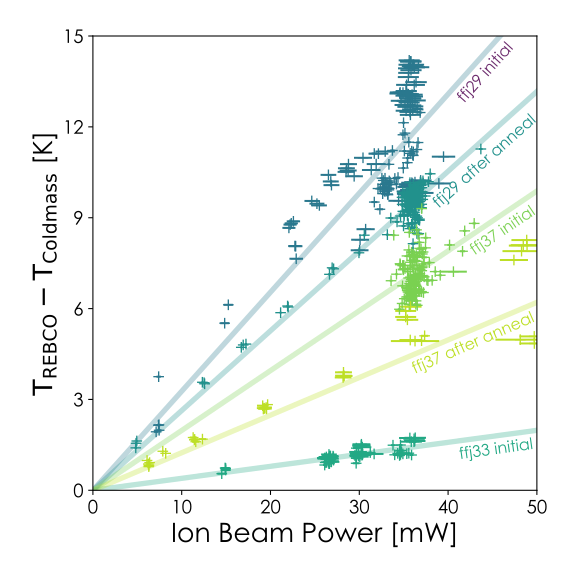 15
12
9
6
3
0
T_REBCO – T_Coldmass [K]
ffj29 initial
ffj29 after anneal
ffj37 initial
ffj37 after anneal
ffj33 initial
0 10 20 30 40 50
Ion Beam Power [mW]